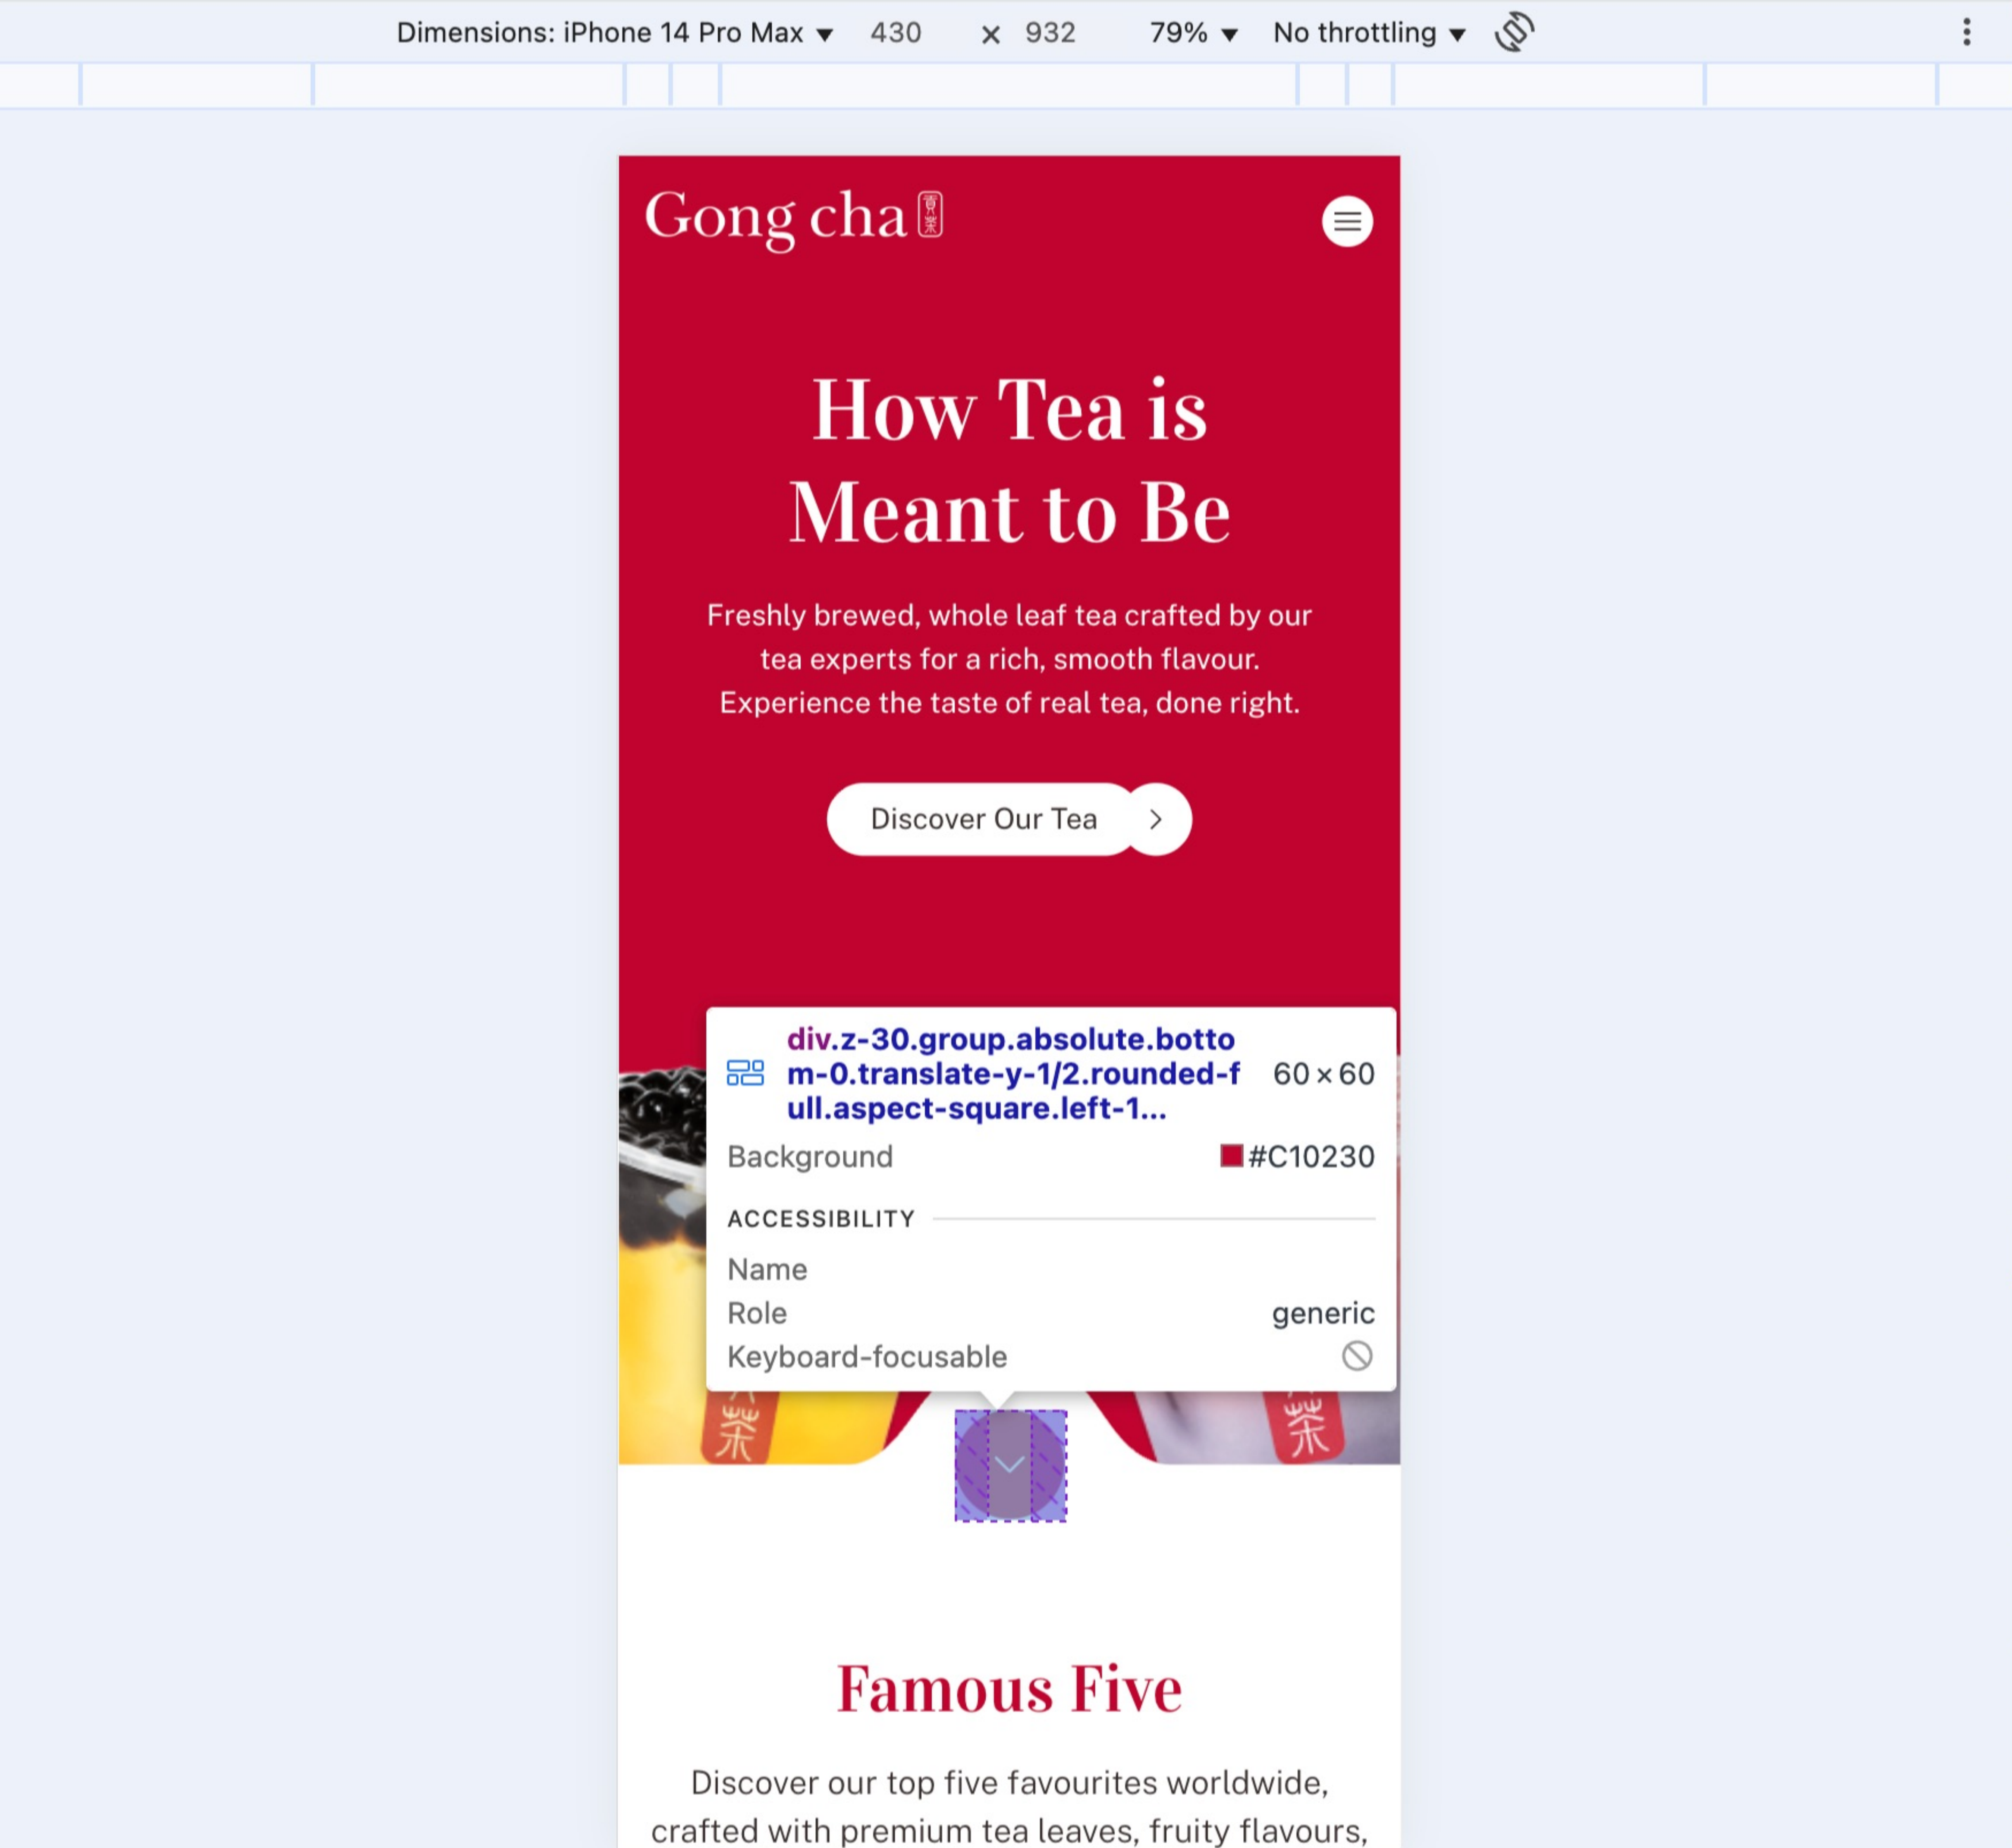 Dimensions: iPhone 14 Pro Max ▼ 430 × 932 79% ▼ No throttling ▼
Gong cha 貢茶
How Tea is
Meant to Be
Freshly brewed, whole leaf tea crafted by our
tea experts for a rich, smooth flavour.
Experience the taste of real tea, done right.
Discover Our Tea
div.z-30.group.absolute.botto
m-0.translate-y-1/2.rounded-f
ull.aspect-square.left-1...
60 × 60
Background #C10230
ACCESSIBILITY
Name
Role generic
Keyboard-focusable
茶 茶
Famous Five
Discover our top five favourites worldwide,
crafted with premium tea leaves, fruity flavours,